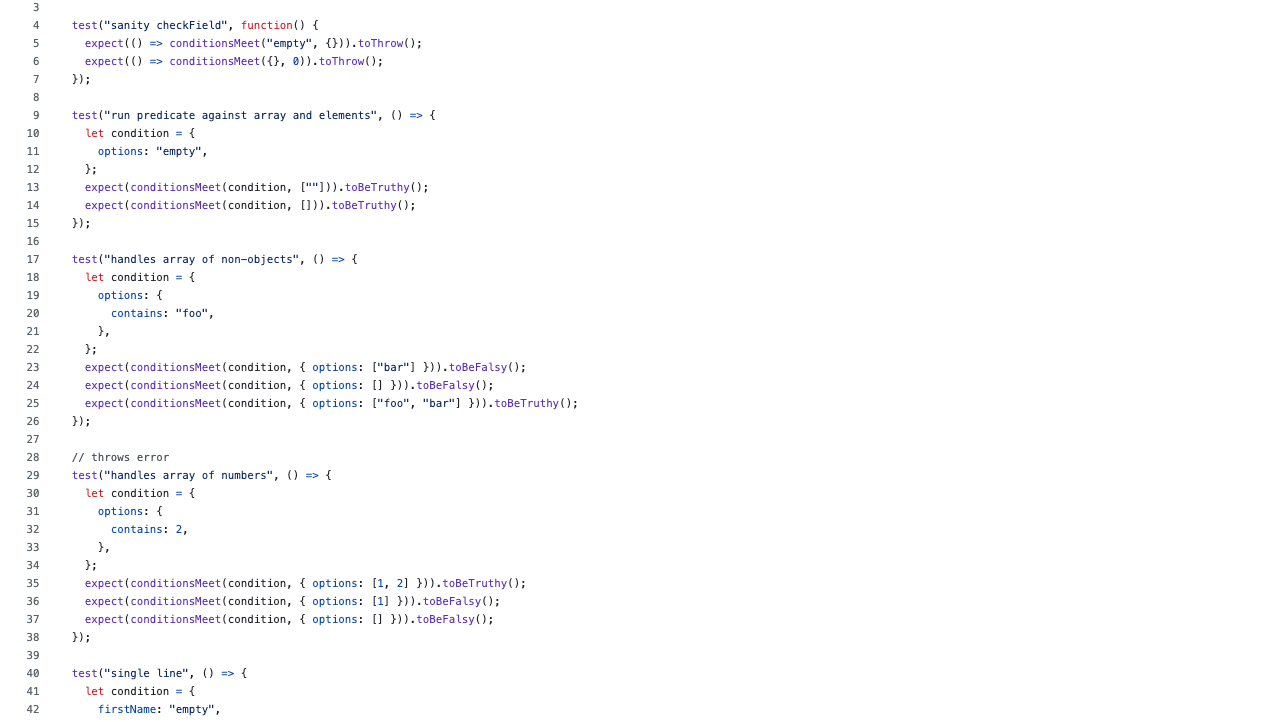 3
4 test("sanity checkField", function() {
5 expect(() => conditionsMeet("empty", {})).toThrow();
6 expect(() => conditionsMeet({}, 0)).toThrow();
7 });
8
9 test("run predicate against array and elements", () => {
10 let condition = {
11 options: "empty",
12 };
13 expect(conditionsMeet(condition, [""])).toBeTruthy();
14 expect(conditionsMeet(condition, [])).toBeTruthy();
15 });
16
17 test("handles array of non-objects", () => {
18 let condition = {
19 options: {
20 contains: "foo",
21 },
22 };
23 expect(conditionsMeet(condition, { options: ["bar"] })).toBeFalsy();
24 expect(conditionsMeet(condition, { options: [] })).toBeFalsy();
25 expect(conditionsMeet(condition, { options: ["foo", "bar"] })).toBeTruthy();
26 });
27
28 // throws error
29 test("handles array of numbers", () => {
30 let condition = {
31 options: {
32 contains: 2,
33 },
34 };
35 expect(conditionsMeet(condition, { options: [1, 2] })).toBeTruthy();
36 expect(conditionsMeet(condition, { options: [1] })).toBeFalsy();
37 expect(conditionsMeet(condition, { options: [] })).toBeFalsy();
38 });
39
40 test("single line", () => {
41 let condition = {
42 firstName: "empty",